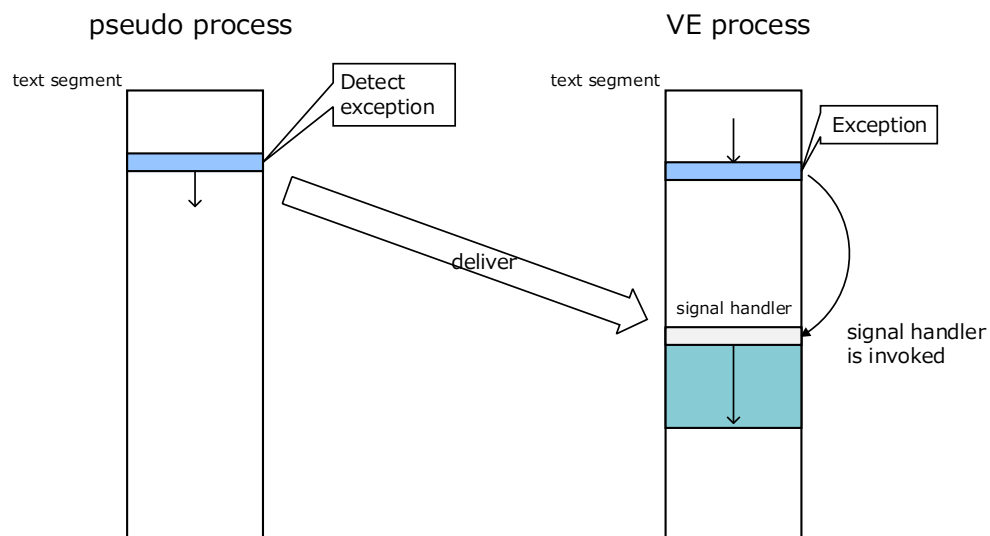 pseudo process
VE process
text segment
Detect
exception
text segment
Exception
deliver
signal handler
signal handler
is invoked